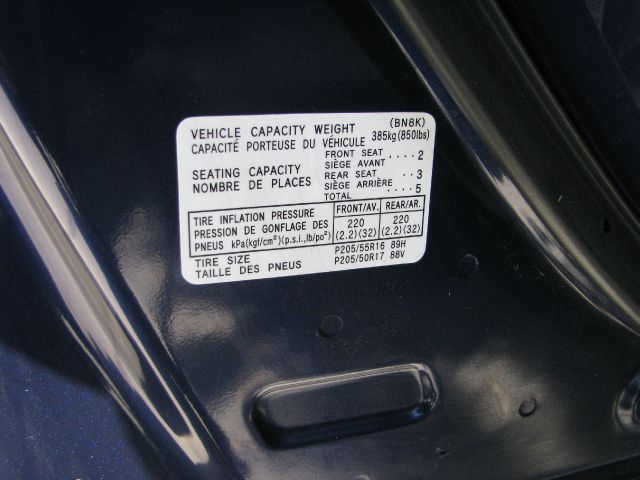 (BN8K)
VEHICLE CAPACITY WEIGHT
CAPACITÉ PORTEUSE DU VÉHICULE 385kg(850lbs)
SEATING CAPACITY FRONT SEAT ....2
SIÈGE AVANT
NOMBRE DE PLACES REAR SEAT ..3
SIÈGE ARRIÈRE
TOTAL ....5
TIRE INFLATION PRESSURE FRONT/AV. REAR/AR.
PRESSION DE GONFLAGE DES 220 220
PNEUS kPa(kgf/cm²)(p.s.i.,lb/po²) (2.2)(32) (2.2)(32)
TIRE SIZE P205/55R16 89H
TAILLE DES PNEUS P205/50R17 88V